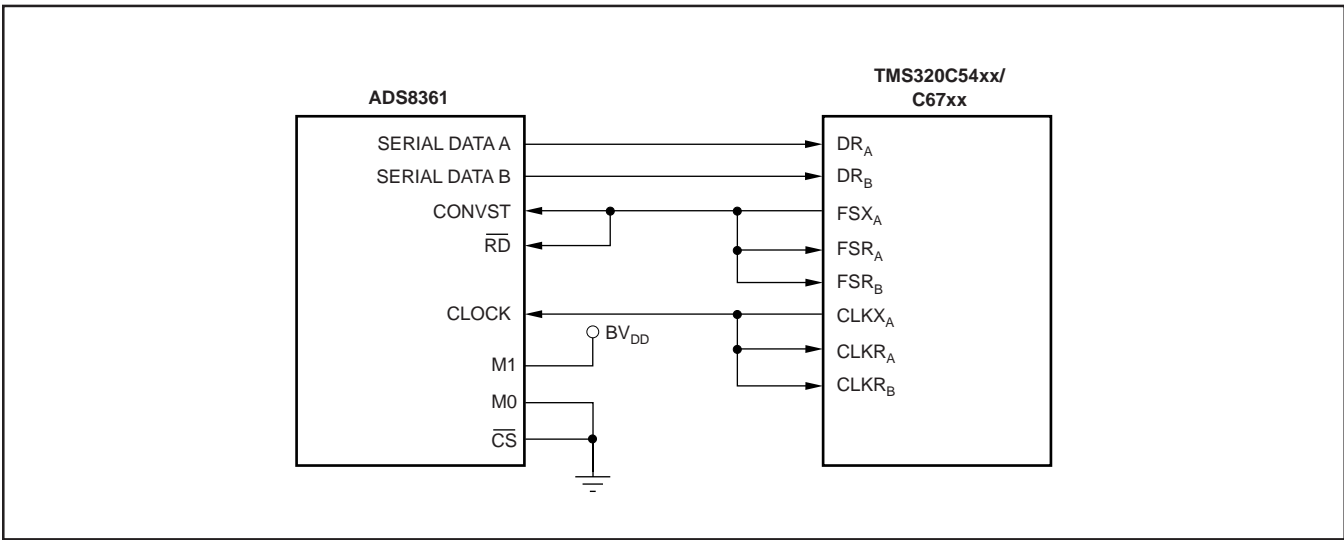 ADS8361
SERIAL DATA A
SERIAL DATA B
CONVST
RD
CLOCK
M1
M0
CS
BVDD
TMS320C54xx/
C67xx
DRA
DRB
FSXA
FSRA
FSRB
CLKXA
CLKRA
CLKRB